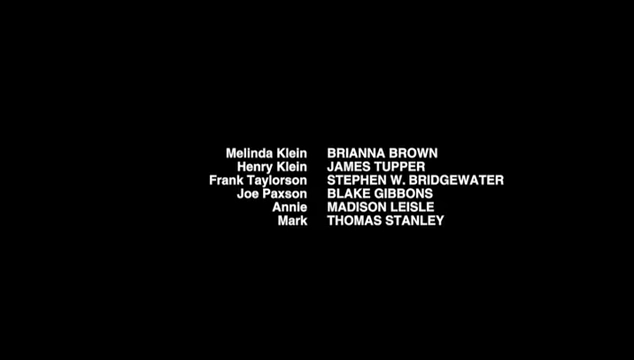 Melinda Klein BRIANNA BROWN
Henry Klein JAMES TUPPER
Frank Taylorson STEPHEN W. BRIDGEWATER
Joe Paxson BLAKE GIBBONS
Annie MADISON LEISLE
Mark THOMAS STANLEY